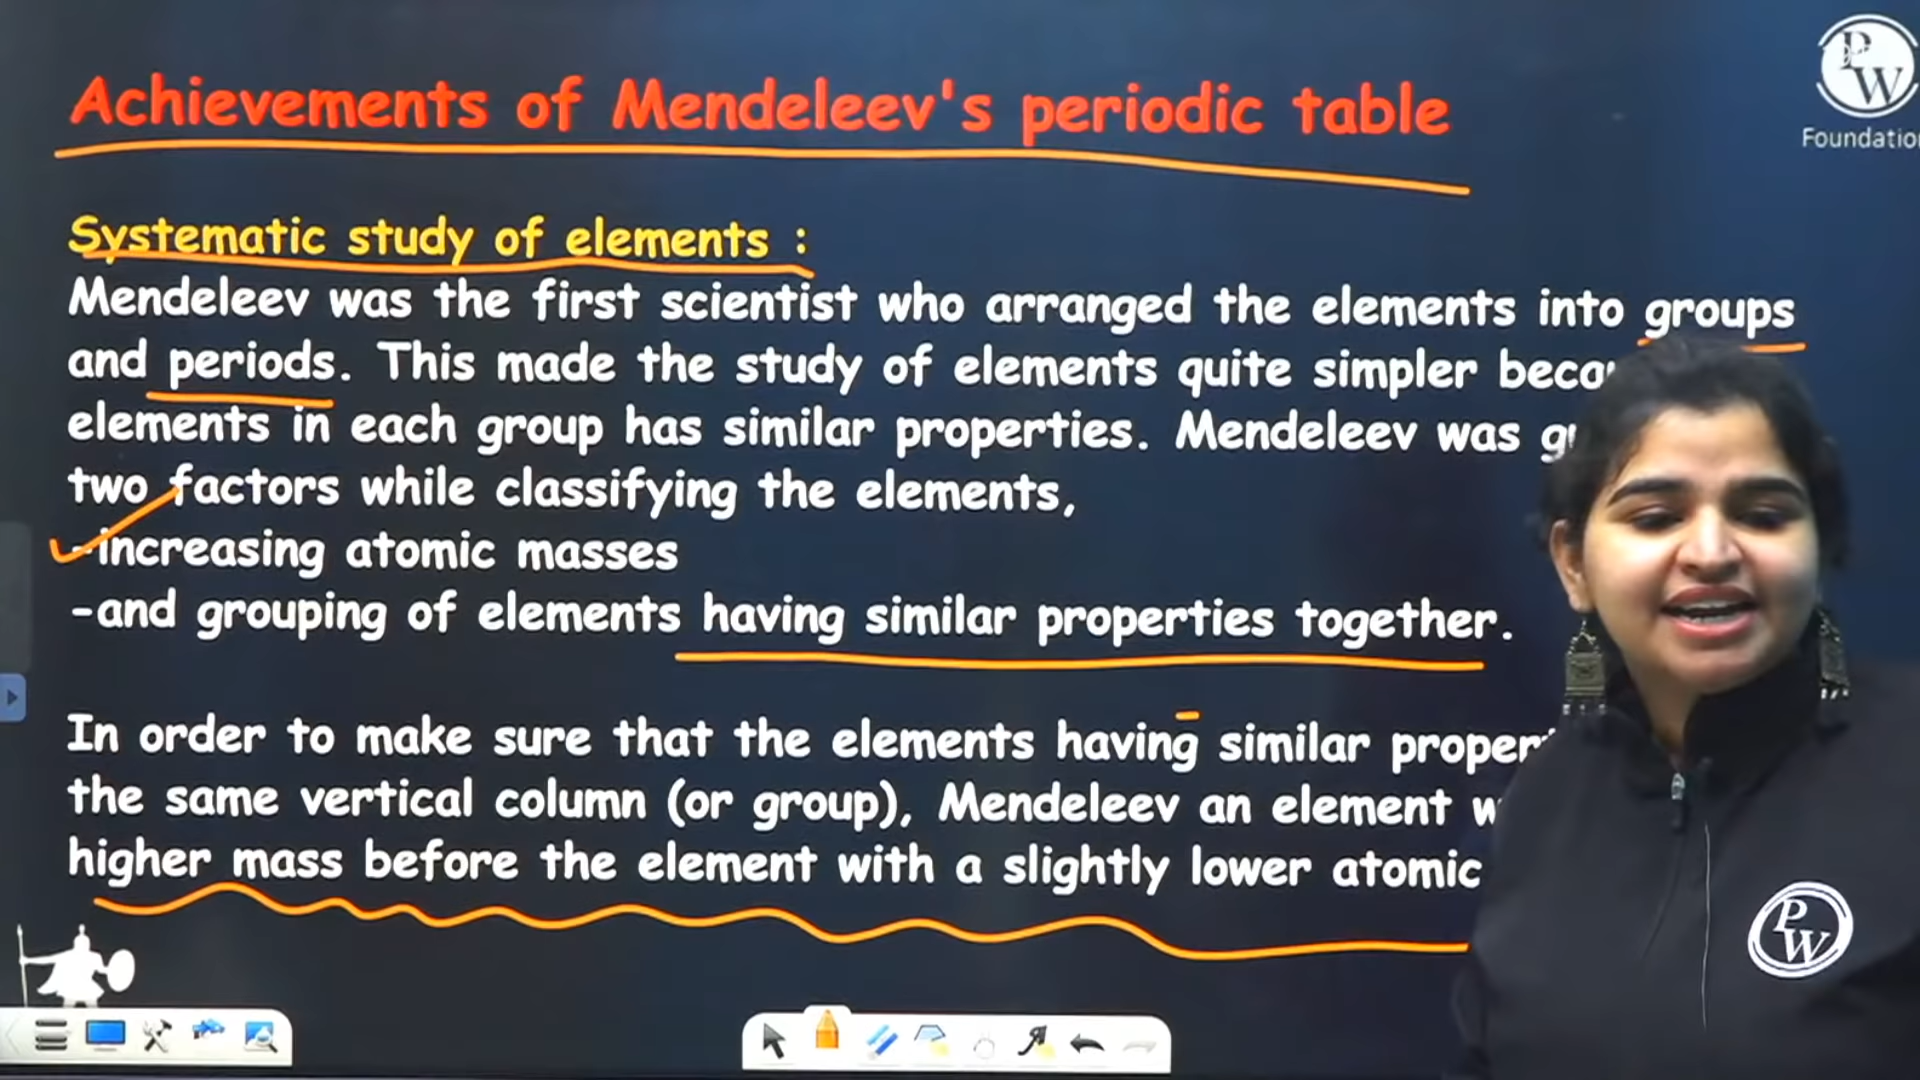 P
W
Foundation
Achievements of Mendeleev's periodic table
Systematic study of elements :
Mendeleev was the first scientist who arranged the elements into groups
and periods. This made the study of elements quite simpler
elements in each group has similar properties. Mendeleev was
two factors while classifying the elements,
-increasing atomic masses
-and grouping of elements having similar properties together.
In order to make sure that the elements having similar
the same vertical column (or group), Mendeleev an element
higher mass before the element with a slightly lower atomic
P
W